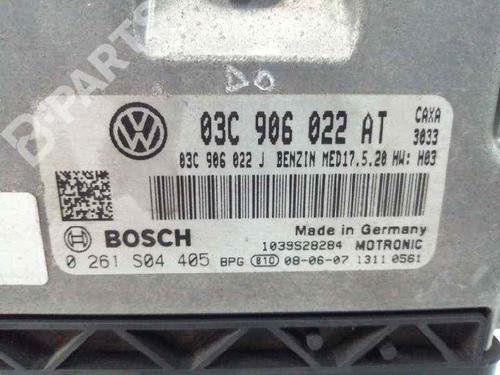 DO
03C 906 022 AT
CAXA
3033
03C 906 022 J BENZIN MED17.5.20 HW: H03
Made in Germany
BOSCH
1039S28284 MOTRONIC
0 261 S04 405 BPG 810 08-06-07 1311 0561
B-PARTS